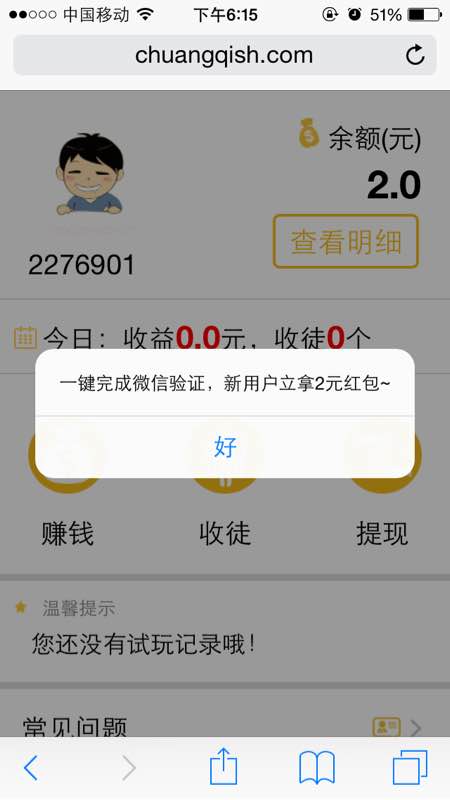 中国移动 下午6:15 51%
chuangqish.com
余额(元)
2.0
查看明细
2276901
今日：收益0.0元，收徒0个
一键完成微信验证，新用户立拿2元红包~
好
赚钱 收徒 提现
温馨提示
您还没有试玩记录哦！
常见问题